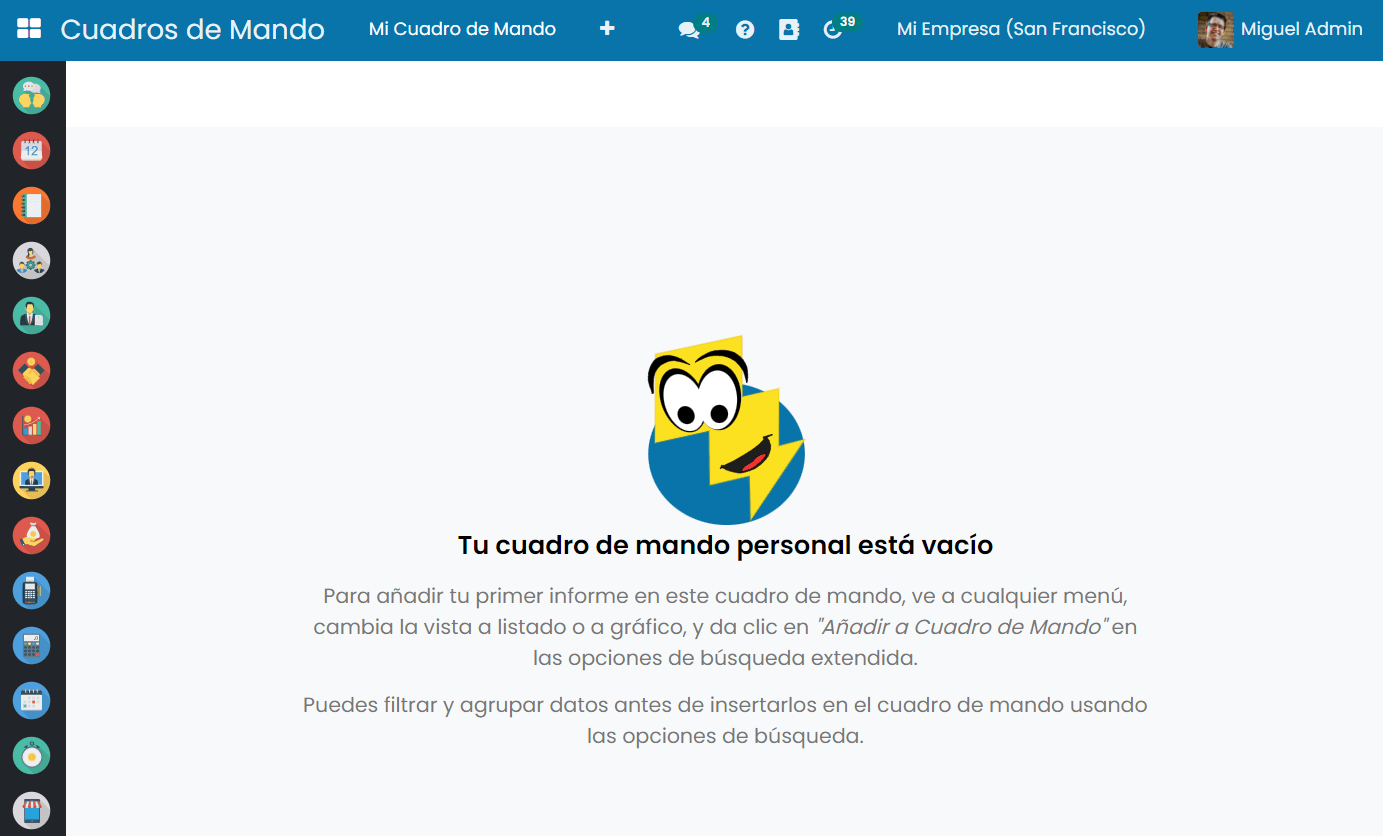 Cuadros de Mando
Mi Cuadro de Mando
4
39
Mi Empresa (San Francisco)
Miguel Admin
12
Tu cuadro de mando personal está vacío
Para añadir tu primer informe en este cuadro de mando, ve a cualquier menú,
cambia la vista a listado o a gráfico, y da clic en "Añadir a Cuadro de Mando" en
las opciones de búsqueda extendida.
Puedes filtrar y agrupar datos antes de insertarlos en el cuadro de mando usando
las opciones de búsqueda.